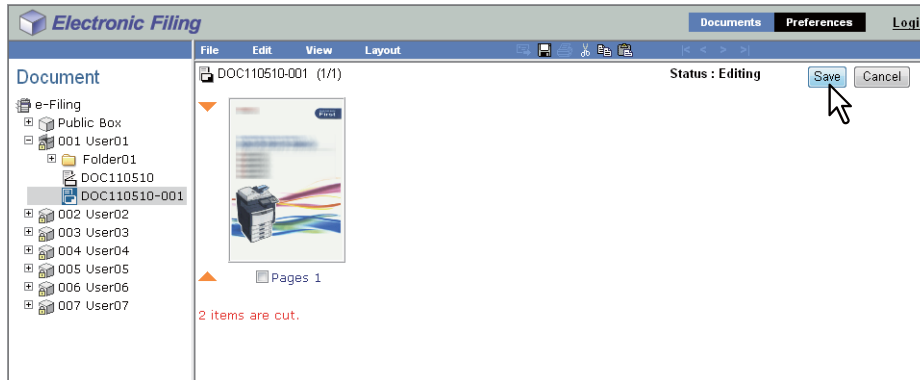 Electronic Filing
Documents Preferences Logi
File Edit View Layout
|< < > >|
Document
DOC110510-001 (1/1)
Status : Editing
Save Cancel
e-Filing
Public Box
001 User01
Folder01
DOC110510
DOC110510-001
002 User02
003 User03
004 User04
005 User05
006 User06
007 User07
First
Pages 1
2 items are cut.